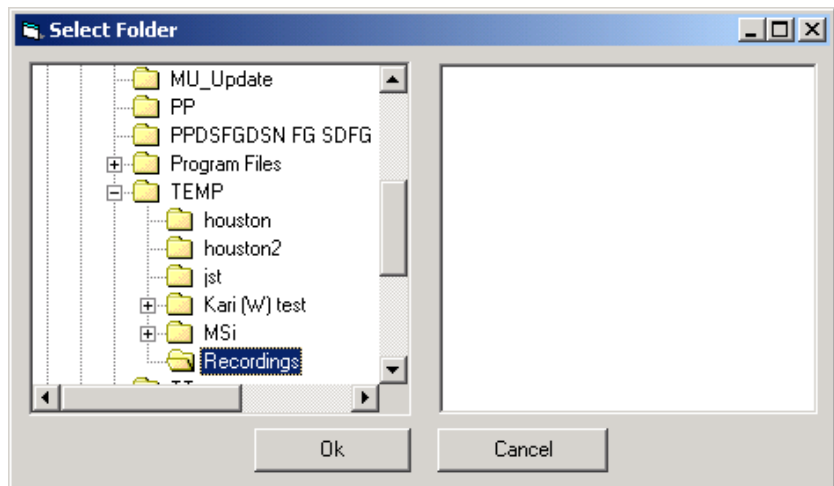 Select Folder
MU_Update
PP
PPDSFGDSN FG SDFG
Program Files
TEMP
houston
houston2
jst
Kari (W) test
MSi
Recordings
Ok
Cancel